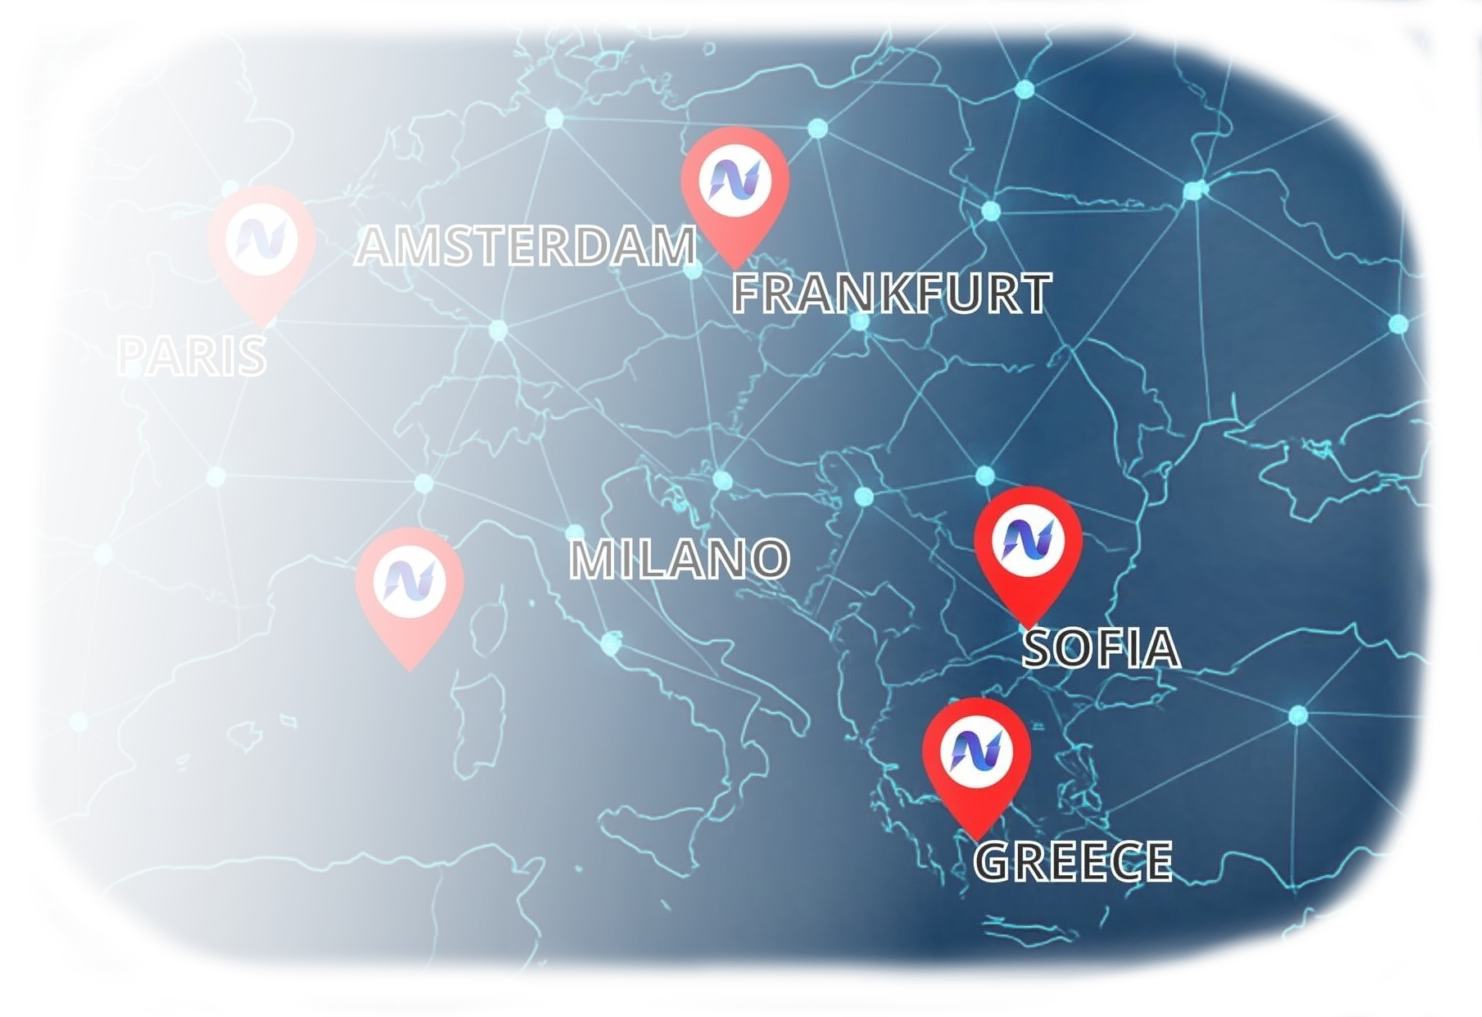 AMSTERDAM
FRANKFURT
PARIS
MILANO
SOFIA
GREECE